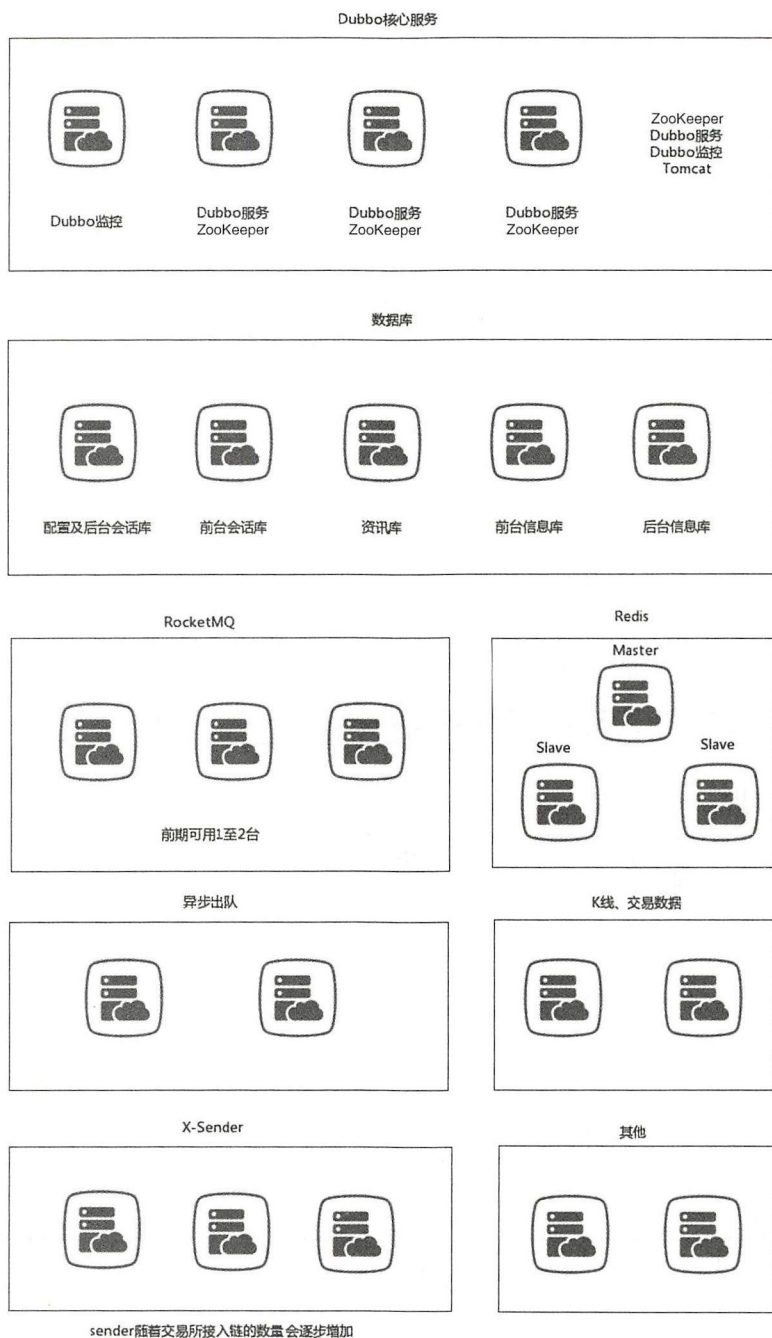 Dubbo核心服务
ZooKeeper
Dubbo服务
Dubbo监控
Tomcat
Dubbo监控
Dubbo服务
ZooKeeper
Dubbo服务
ZooKeeper
Dubbo服务
ZooKeeper
数据库
配置及后台会话库
前台会话库
资讯库
前台信息库
后台信息库
RocketMQ
前期可用1至2台
Redis
Master
Slave
Slave
异步出队
K线、交易数据
X-Sender
其他
sender随着交易所接入链的数量会逐步增加